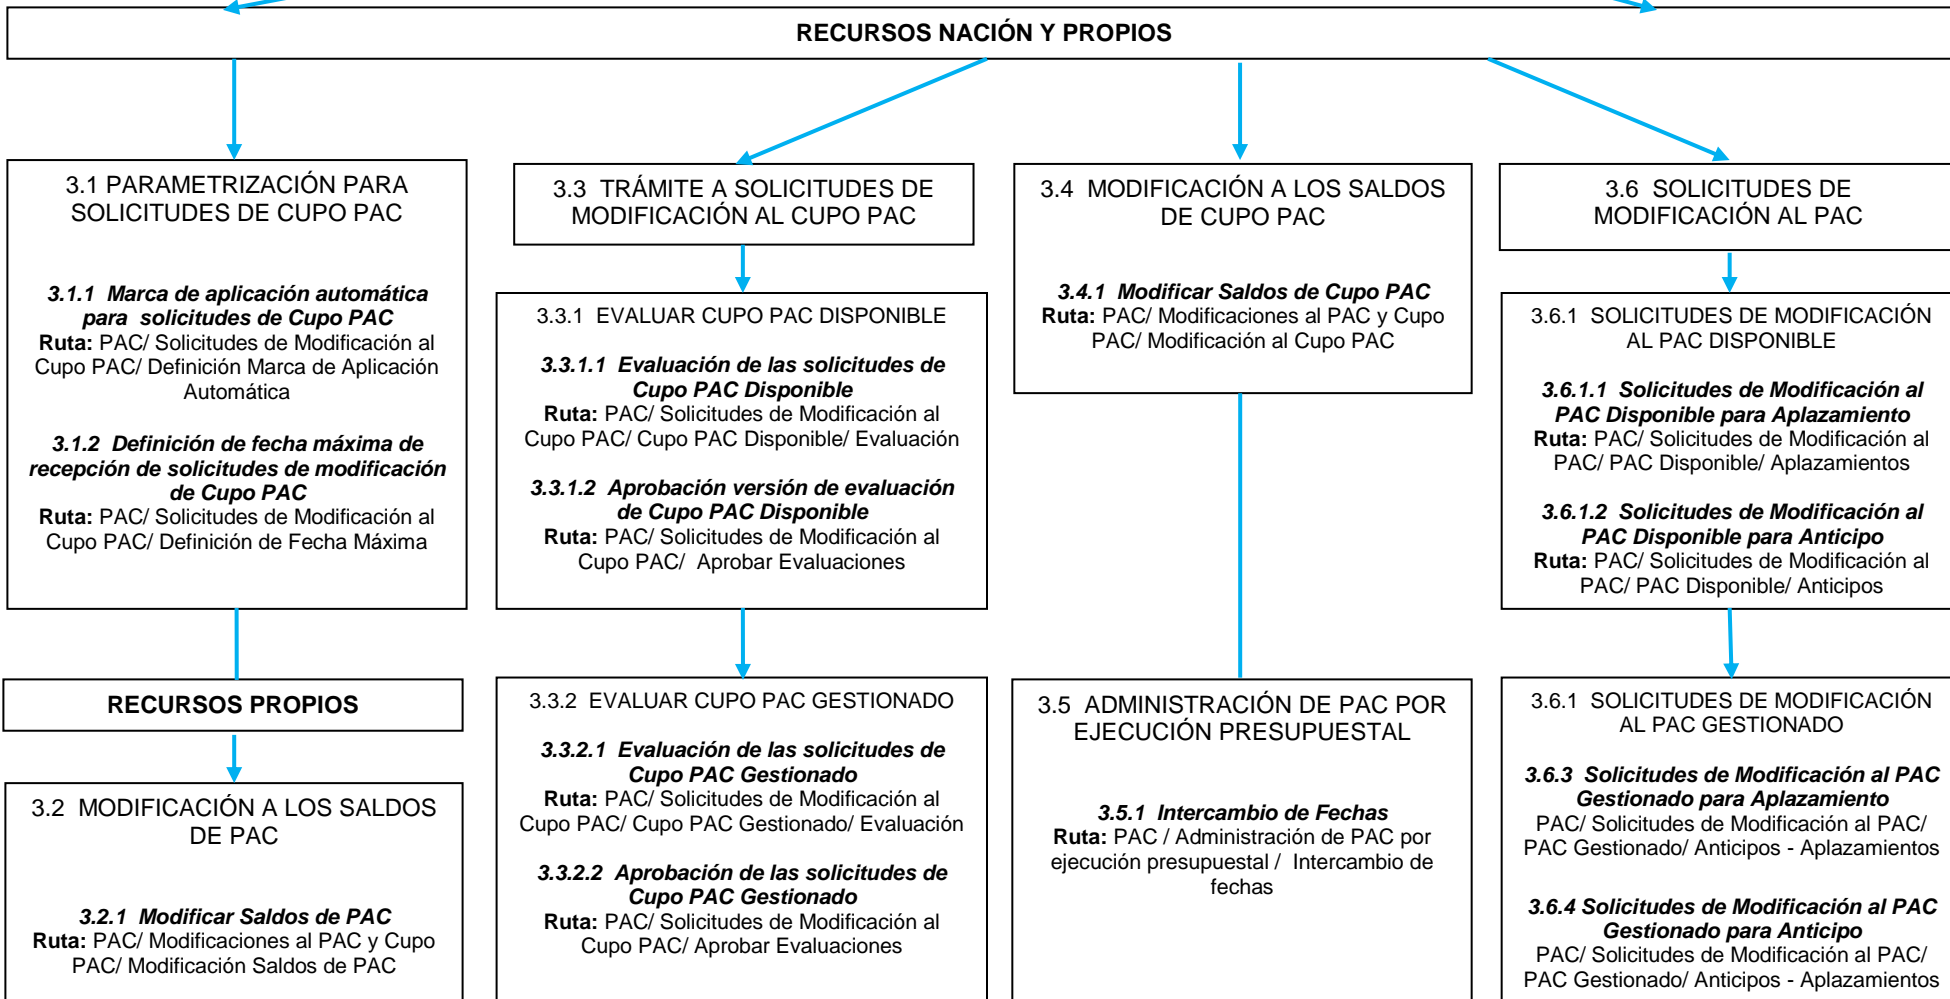 RECURSOS NACIÓN Y PROPIOS
3.1 PARAMETRIZACIÓN PARA
SOLICITUDES DE CUPO PAC
3.1.1 Marca de aplicación automática
para solicitudes de Cupo PAC
Ruta: PAC/ Solicitudes de Modificación al
Cupo PAC/ Definición Marca de Aplicación
Automática
3.1.2 Definición de fecha máxima de
recepción de solicitudes de modificación
de Cupo PAC
Ruta: PAC/ Solicitudes de Modificación al
Cupo PAC/ Definición de Fecha Máxima
RECURSOS PROPIOS
3.2 MODIFICACIÓN A LOS SALDOS
DE PAC
3.2.1 Modificar Saldos de PAC
Ruta: PAC/ Modificaciones al PAC y Cupo
PAC/ Modificación Saldos de PAC
3.3 TRÁMITE A SOLICITUDES DE
MODIFICACIÓN AL CUPO PAC
3.3.1 EVALUAR CUPO PAC DISPONIBLE
3.3.1.1 Evaluación de las solicitudes de
Cupo PAC Disponible
Ruta: PAC/ Solicitudes de Modificación al
Cupo PAC/ Cupo PAC Disponible/ Evaluación
3.3.1.2 Aprobación versión de evaluación
de Cupo PAC Disponible
Ruta: PAC/ Solicitudes de Modificación al
Cupo PAC/ Aprobar Evaluaciones
3.3.2 EVALUAR CUPO PAC GESTIONADO
3.3.2.1 Evaluación de las solicitudes de
Cupo PAC Gestionado
Ruta: PAC/ Solicitudes de Modificación al
Cupo PAC/ Cupo PAC Gestionado/ Evaluación
3.3.2.2 Aprobación de las solicitudes de
Cupo PAC Gestionado
Ruta: PAC/ Solicitudes de Modificación al
Cupo PAC/ Aprobar Evaluaciones
3.4 MODIFICACIÓN A LOS SALDOS
DE CUPO PAC
3.4.1 Modificar Saldos de Cupo PAC
Ruta: PAC/ Modificaciones al PAC y Cupo
PAC/ Modificación al Cupo PAC
3.5 ADMINISTRACIÓN DE PAC POR
EJECUCIÓN PRESUPUESTAL
3.5.1 Intercambio de Fechas
Ruta: PAC / Administración de PAC por
ejecución presupuestal / Intercambio de
fechas
3.6 SOLICITUDES DE
MODIFICACIÓN AL PAC
3.6.1 SOLICITUDES DE MODIFICACIÓN
AL PAC DISPONIBLE
3.6.1.1 Solicitudes de Modificación al
PAC Disponible para Aplazamiento
Ruta: PAC/ Solicitudes de Modificación al
PAC/ PAC Disponible/ Aplazamientos
3.6.1.2 Solicitudes de Modificación al
PAC Disponible para Anticipo
Ruta: PAC/ Solicitudes de Modificación al
PAC/ PAC Disponible/ Anticipos
3.6.1 SOLICITUDES DE MODIFICACIÓN
AL PAC GESTIONADO
3.6.3 Solicitudes de Modificación al PAC
Gestionado para Aplazamiento
PAC/ Solicitudes de Modificación al PAC/
PAC Gestionado/ Anticipos - Aplazamientos
3.6.4 Solicitudes de Modificación al PAC
Gestionado para Anticipo
PAC/ Solicitudes de Modificación al PAC/
PAC Gestionado/ Anticipos - Aplazamientos